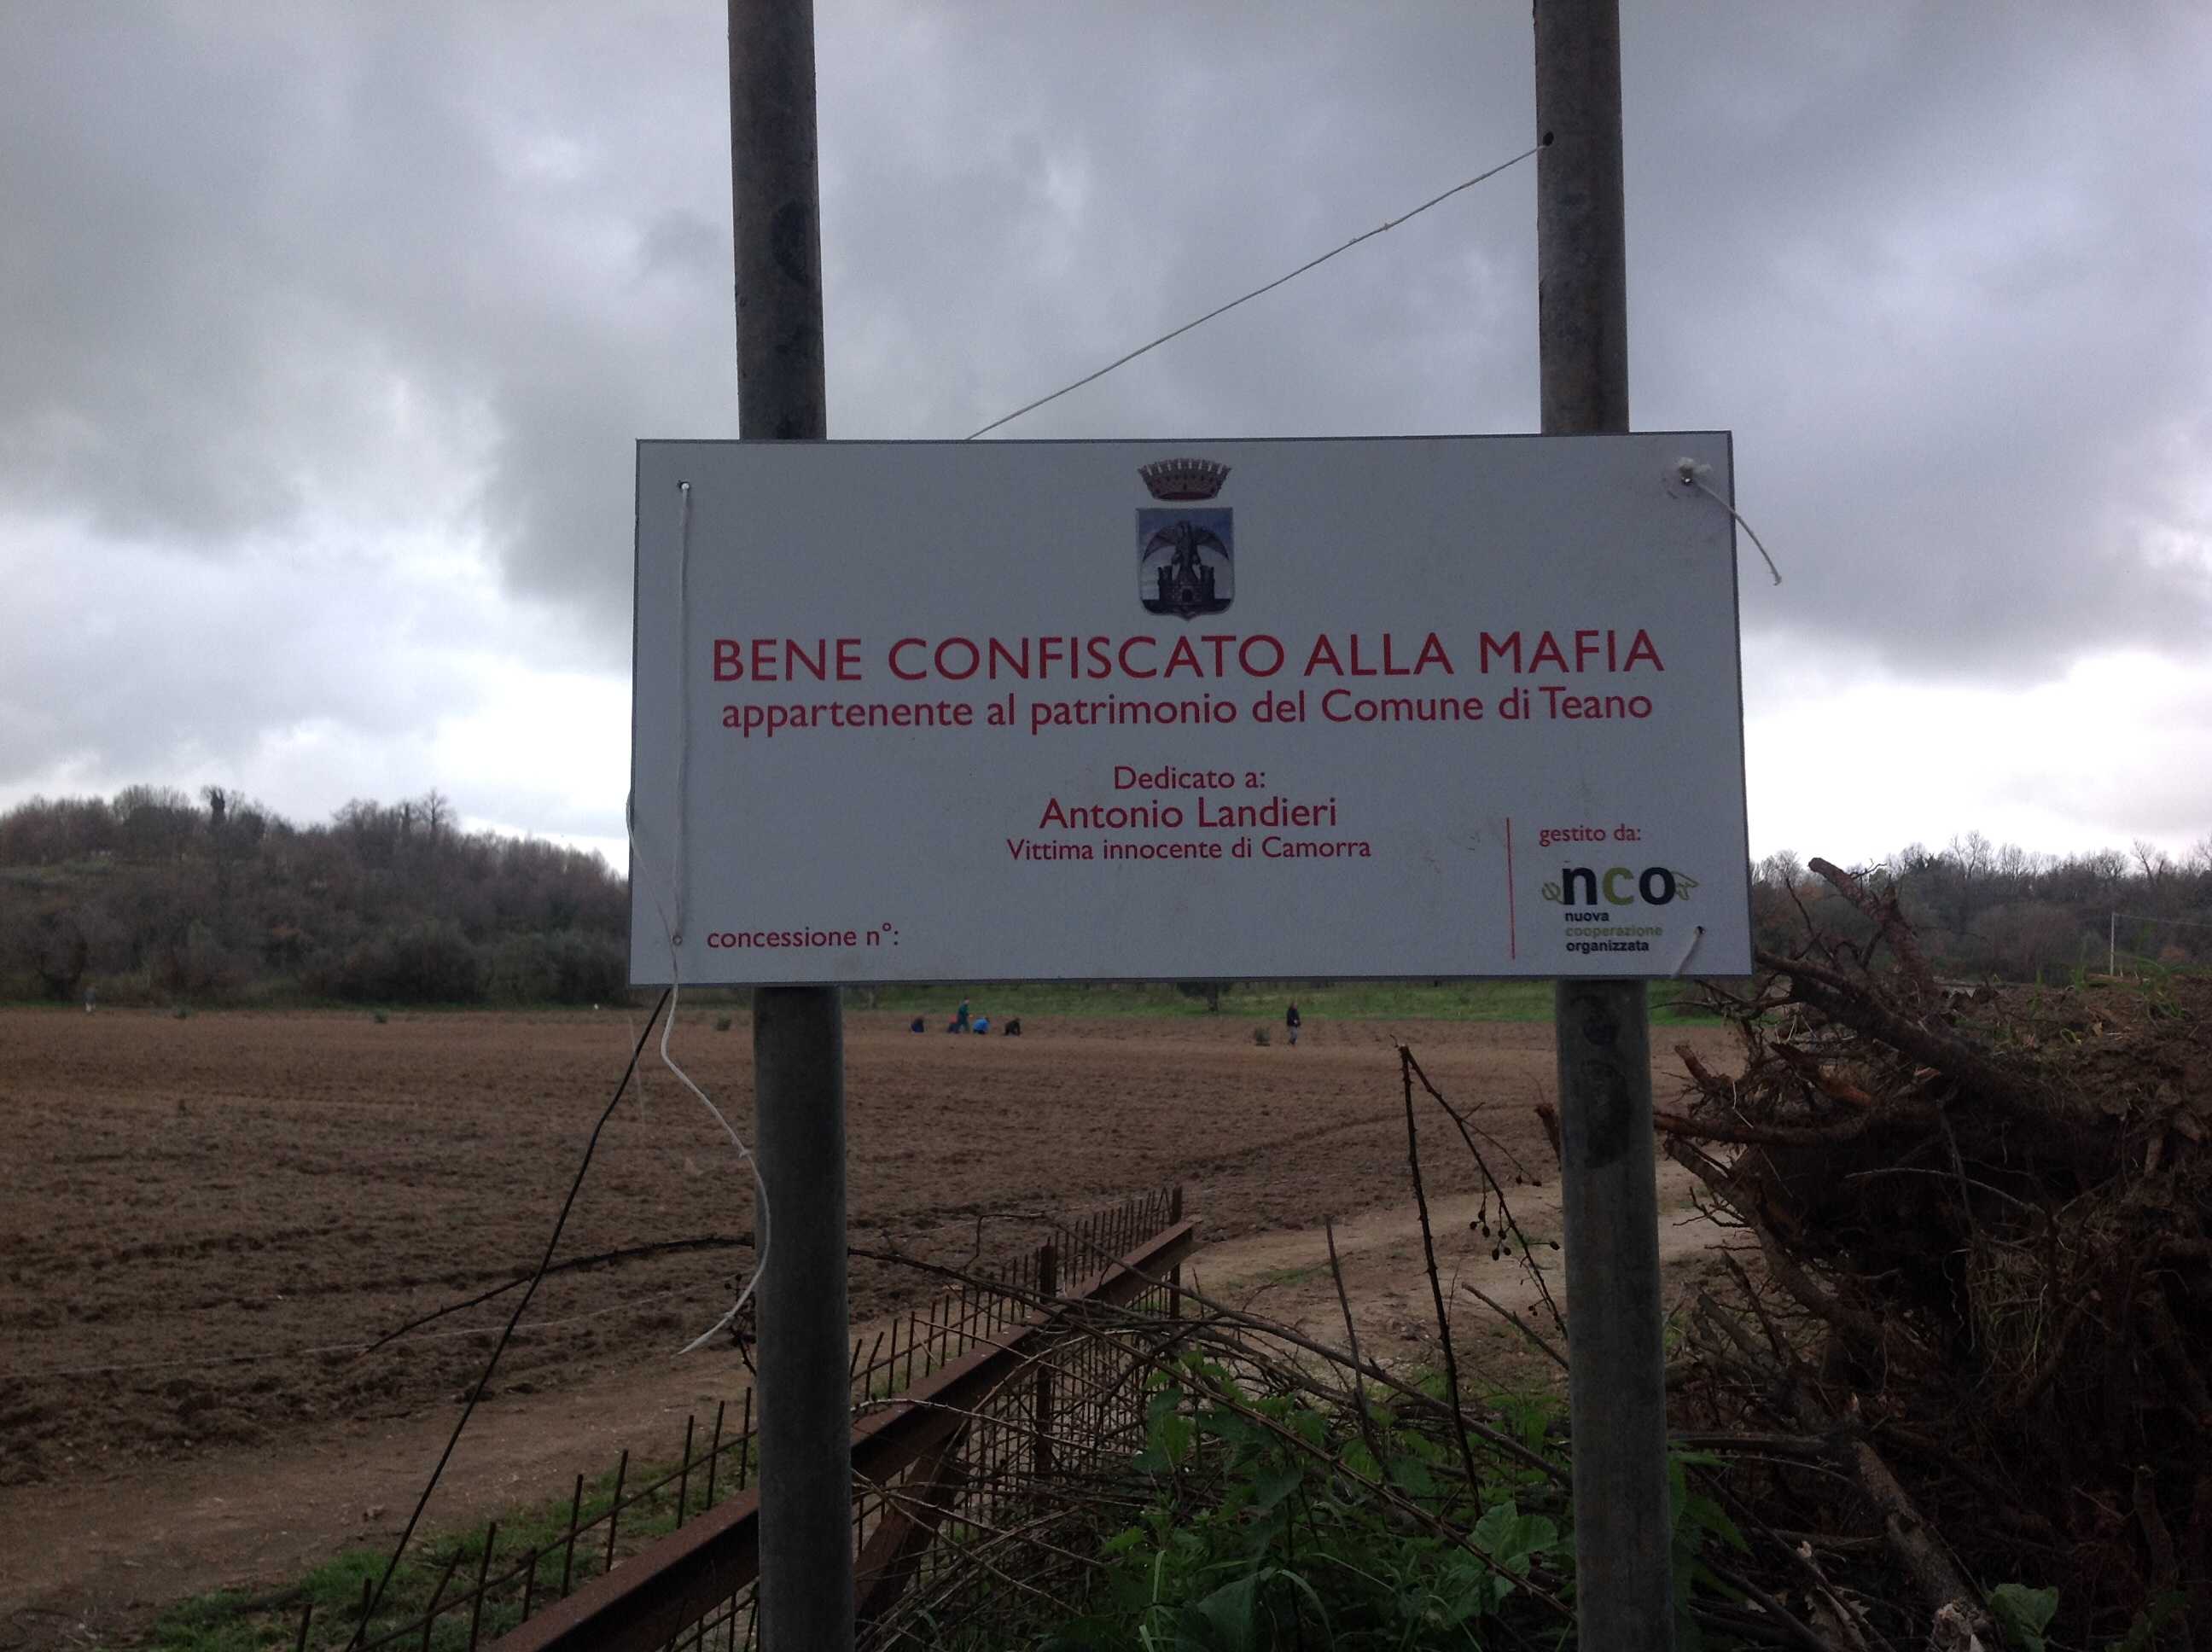 BENE CONFISCATO ALLA MAFIA
appartenente al patrimonio del Comune di Teano
Dedicato a:
Antonio Landieri
Vittima innocente di Camorra
concessione n°:
gestito da:
nco
nuova
cooperazione
organizzata